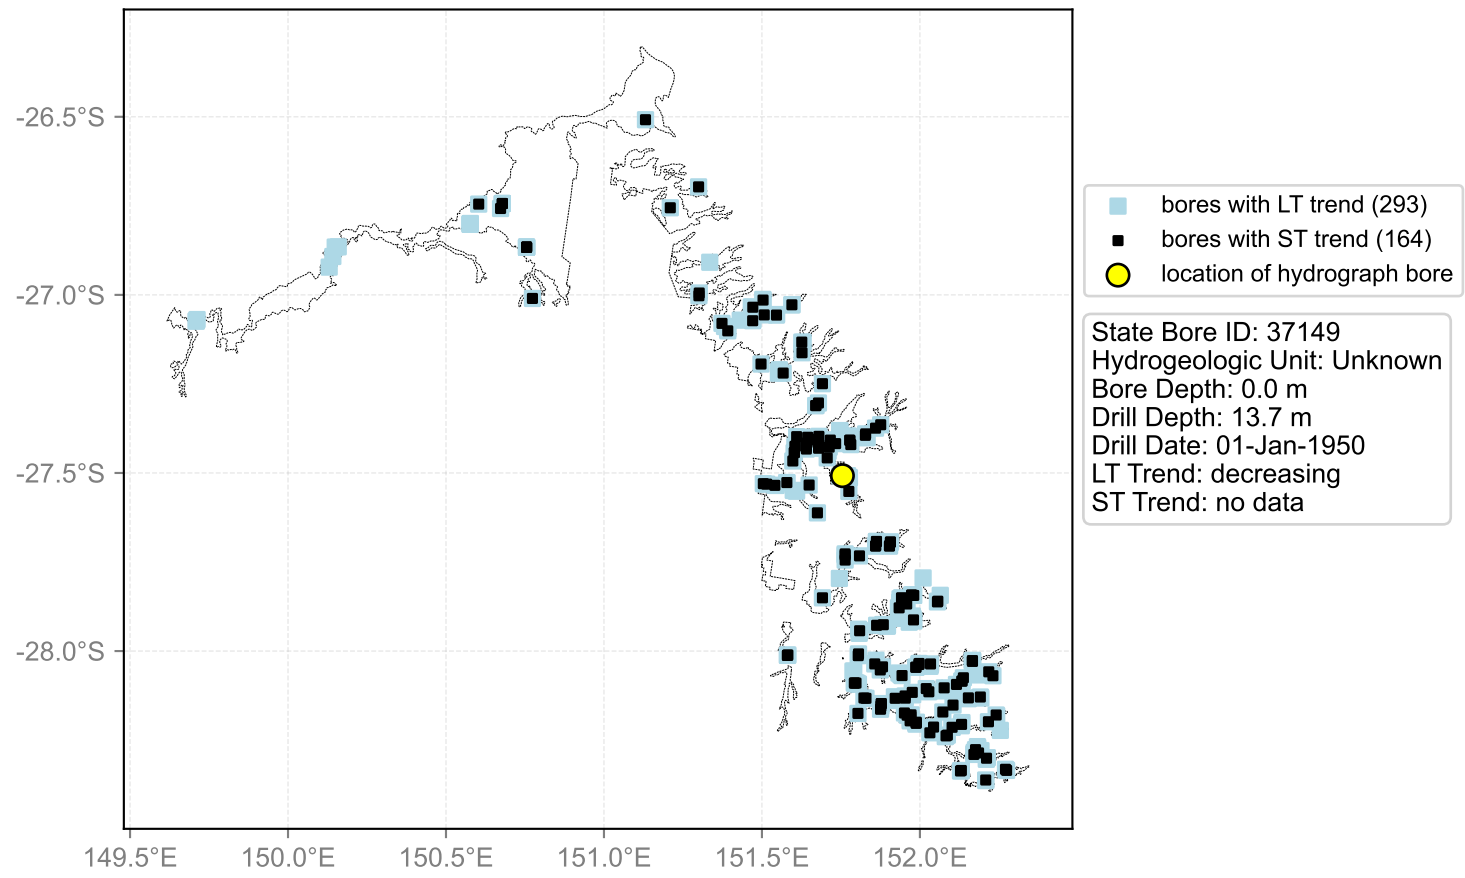 -26.5°S
-27.0°S
-27.5°S
-28.0°S
149.5°E
150.0°E
150.5°E
151.0°E
151.5°E
152.0°E
bores with LT trend (293)
bores with ST trend (164)
location of hydrograph bore
State Bore ID: 37149
Hydrogeologic Unit: Unknown
Bore Depth: 0.0 m
Drill Depth: 13.7 m
Drill Date: 01-Jan-1950
LT Trend: decreasing
ST Trend: no data